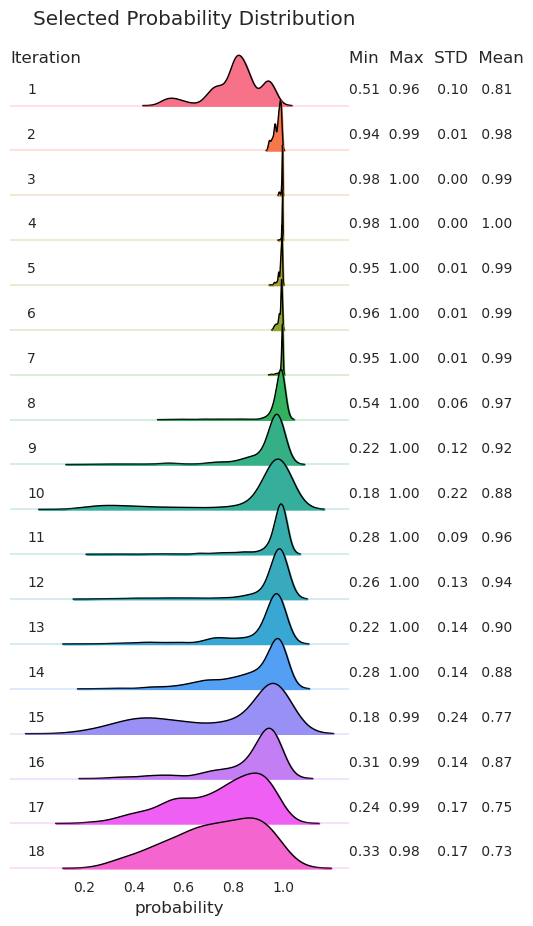 Selected Probability Distribution
Iteration Min Max STD Mean
1 0.51 0.96 0.10 0.81
2 0.94 0.99 0.01 0.98
3 0.98 1.00 0.00 0.99
4 0.98 1.00 0.00 1.00
5 0.95 1.00 0.01 0.99
6 0.96 1.00 0.01 0.99
7 0.95 1.00 0.01 0.99
8 0.54 1.00 0.06 0.97
9 0.22 1.00 0.12 0.92
10 0.18 1.00 0.22 0.88
11 0.28 1.00 0.09 0.96
12 0.26 1.00 0.13 0.94
13 0.22 1.00 0.14 0.90
14 0.28 1.00 0.14 0.88
15 0.18 0.99 0.24 0.77
16 0.31 0.99 0.14 0.87
17 0.24 0.99 0.17 0.75
18 0.33 0.98 0.17 0.73
0.2 0.4 0.6 0.8 1.0
probability